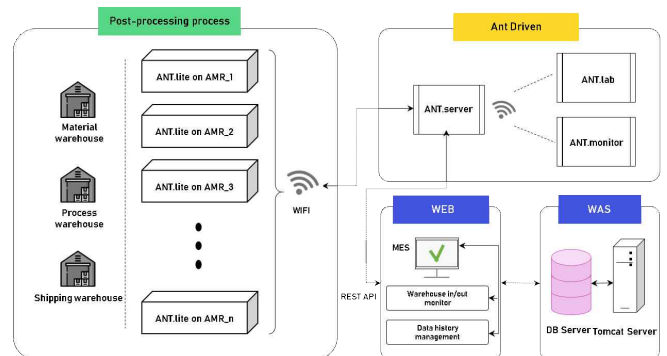 Post-processing process
Material
warehouse
Process
warehouse
Shipping warehouse
ANT.lite on AMR_1
ANT.lite on AMR_2
ANT.lite on AMR_3
ANT.lite on AMR_n
WIFI
Ant Driven
ANT.server
ANT.lab
ANT.monitor
REST API
WEB
MES
Warehouse in/out
monitor
Data history
management
WAS
DB Server
Tomcat Server